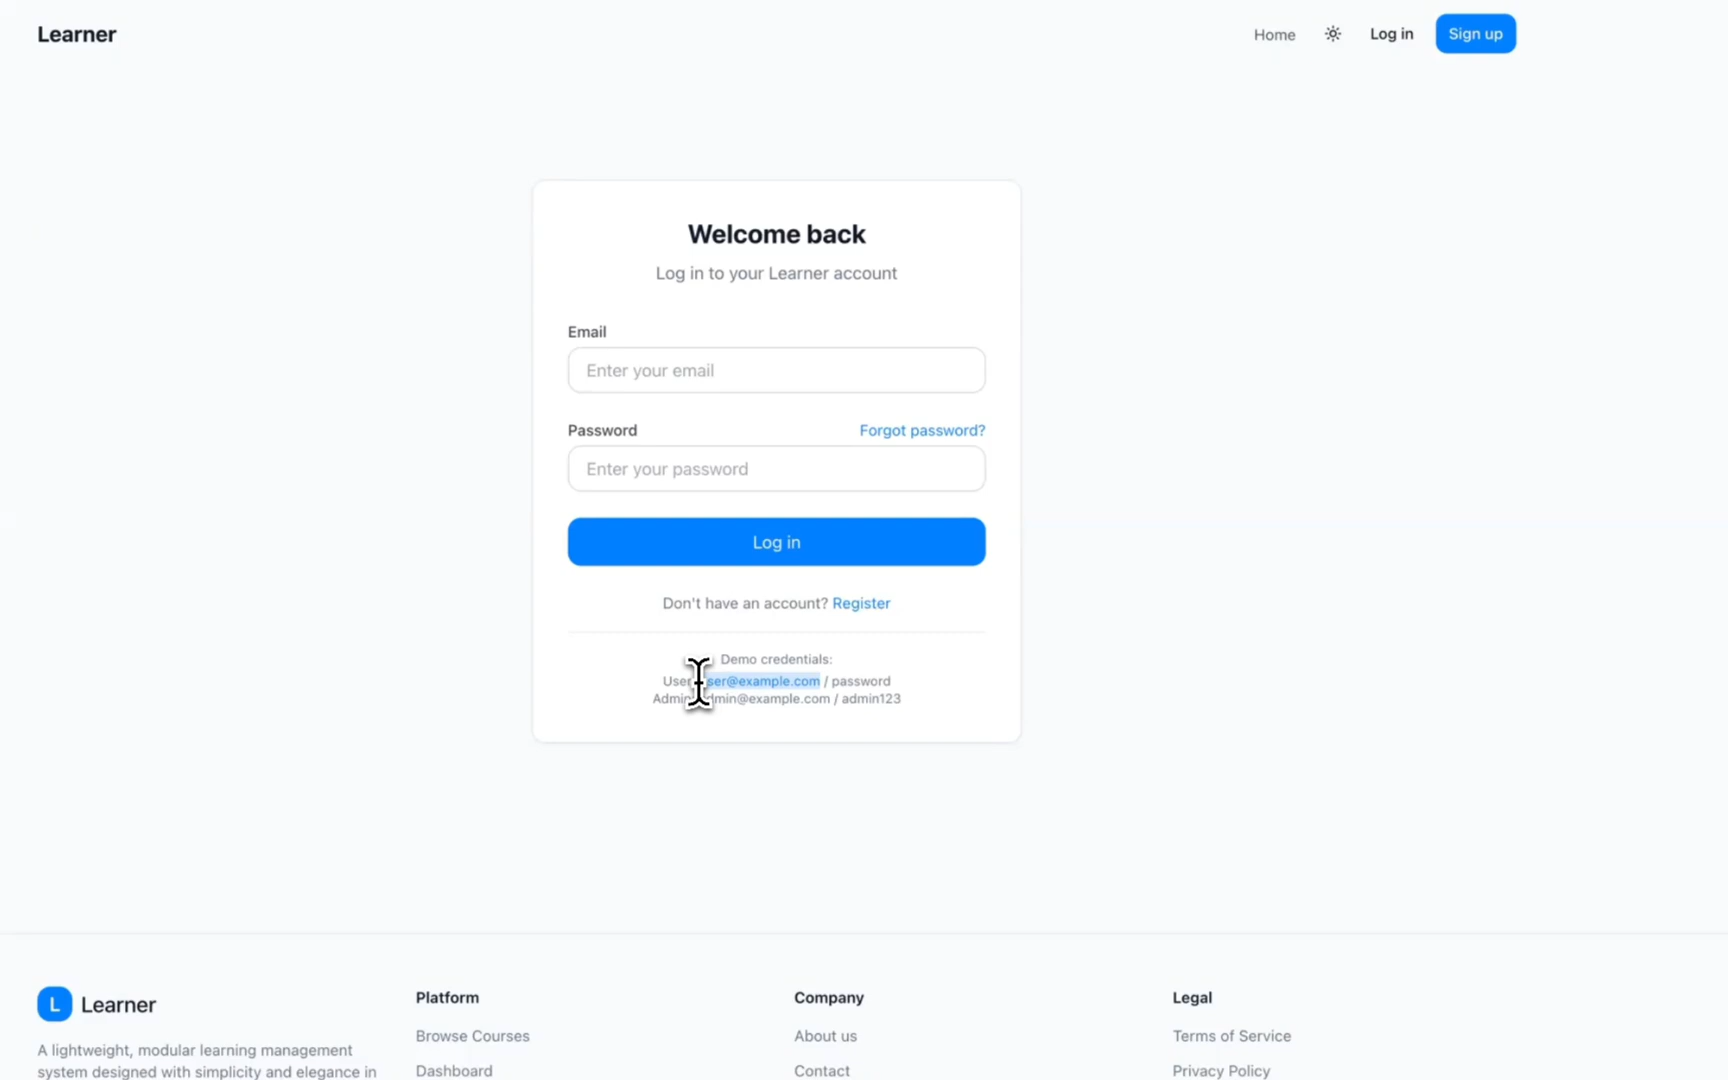 Learner
Home
Log in
Sign up
Welcome back
Log in to your Learner account
Email
Enter your email
Password
Forgot password?
Enter your password
Log in
Don't have an account? Register
Demo credentials:
User ser@example.com / password
Admin dmin@example.com / admin123
L Learner
A lightweight, modular learning management
system designed with simplicity and elegance in
Platform
Browse Courses
Dashboard
Company
About us
Contact
Legal
Terms of Service
Privacy Policy